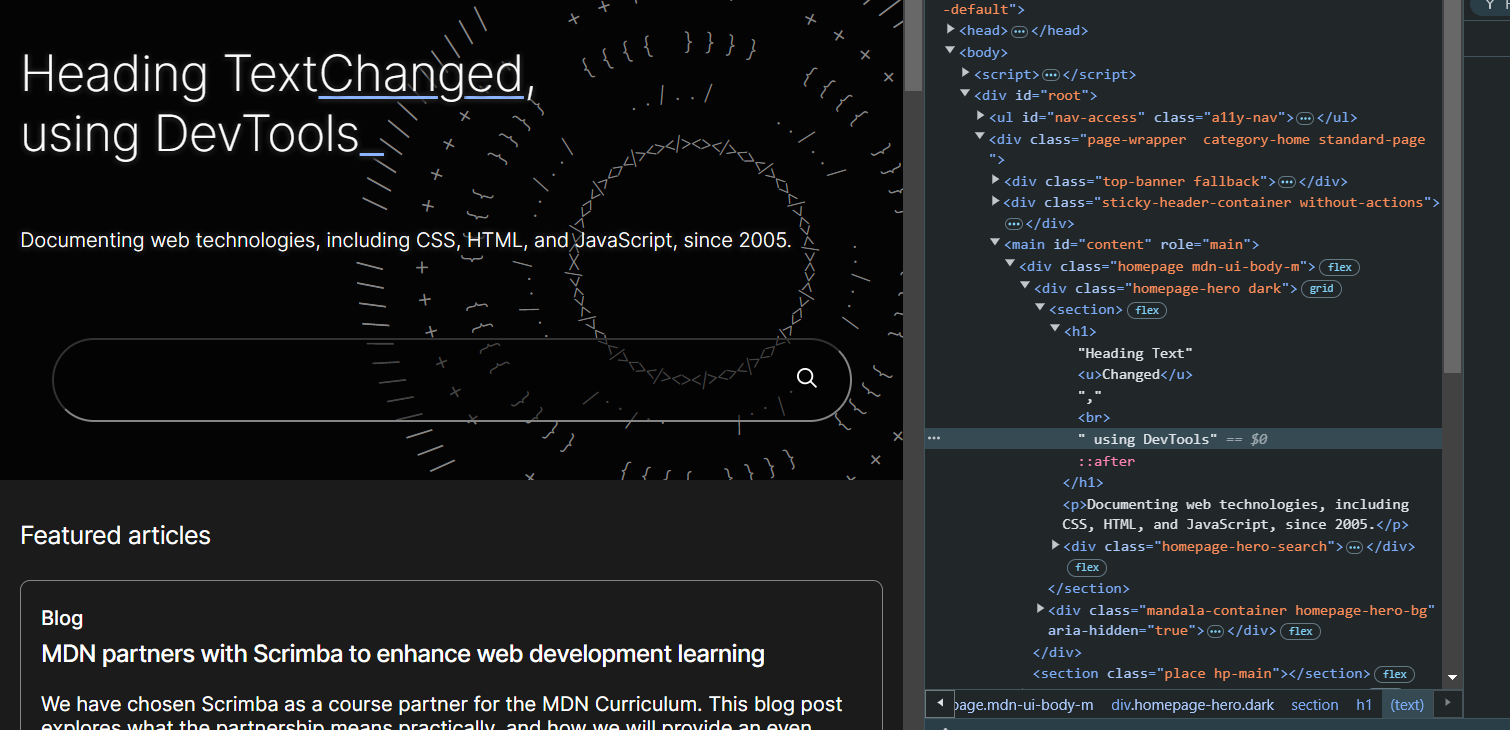 Heading TextChanged,
using DevTools_
Documenting web technologies, including CSS, HTML, and JavaScript, since 2005.
Featured articles
Blog
MDN partners with Scrimba to enhance web development learning
We have chosen Scrimba as a course partner for the MDN Curriculum. This blog post
explores what the partnership means practically, and how we will provide an even
-default">
<head> ⋯ </head>
<body>
<script> ⋯ </script>
<div id="root">
<ul id="nav-access" class="a11y-nav"> ⋯ </ul>
<div class="page-wrapper  category-home standard-page
">
<div class="top-banner fallback"> ⋯ </div>
<div class="sticky-header-container without-actions">
⋯ </div>
<main id="content" role="main">
<div class="homepage mdn-ui-body-m"> flex
<div class="homepage-hero dark"> grid
<section> flex
<h1>
"Heading Text"
<u>Changed</u>
","
<br>
⋯ " using DevTools" == $0
::after
</h1>
<p>Documenting web technologies, including
CSS, HTML, and JavaScript, since 2005.</p>
<div class="homepage-hero-search"> ⋯ </div>
flex
</section>
<div class="mandala-container homepage-hero-bg"
aria-hidden="true"> ⋯ </div> flex
</div>
<section class="place hp-main"></section> flex
page.mdn-ui-body-m div.homepage-hero.dark section h1 (text)